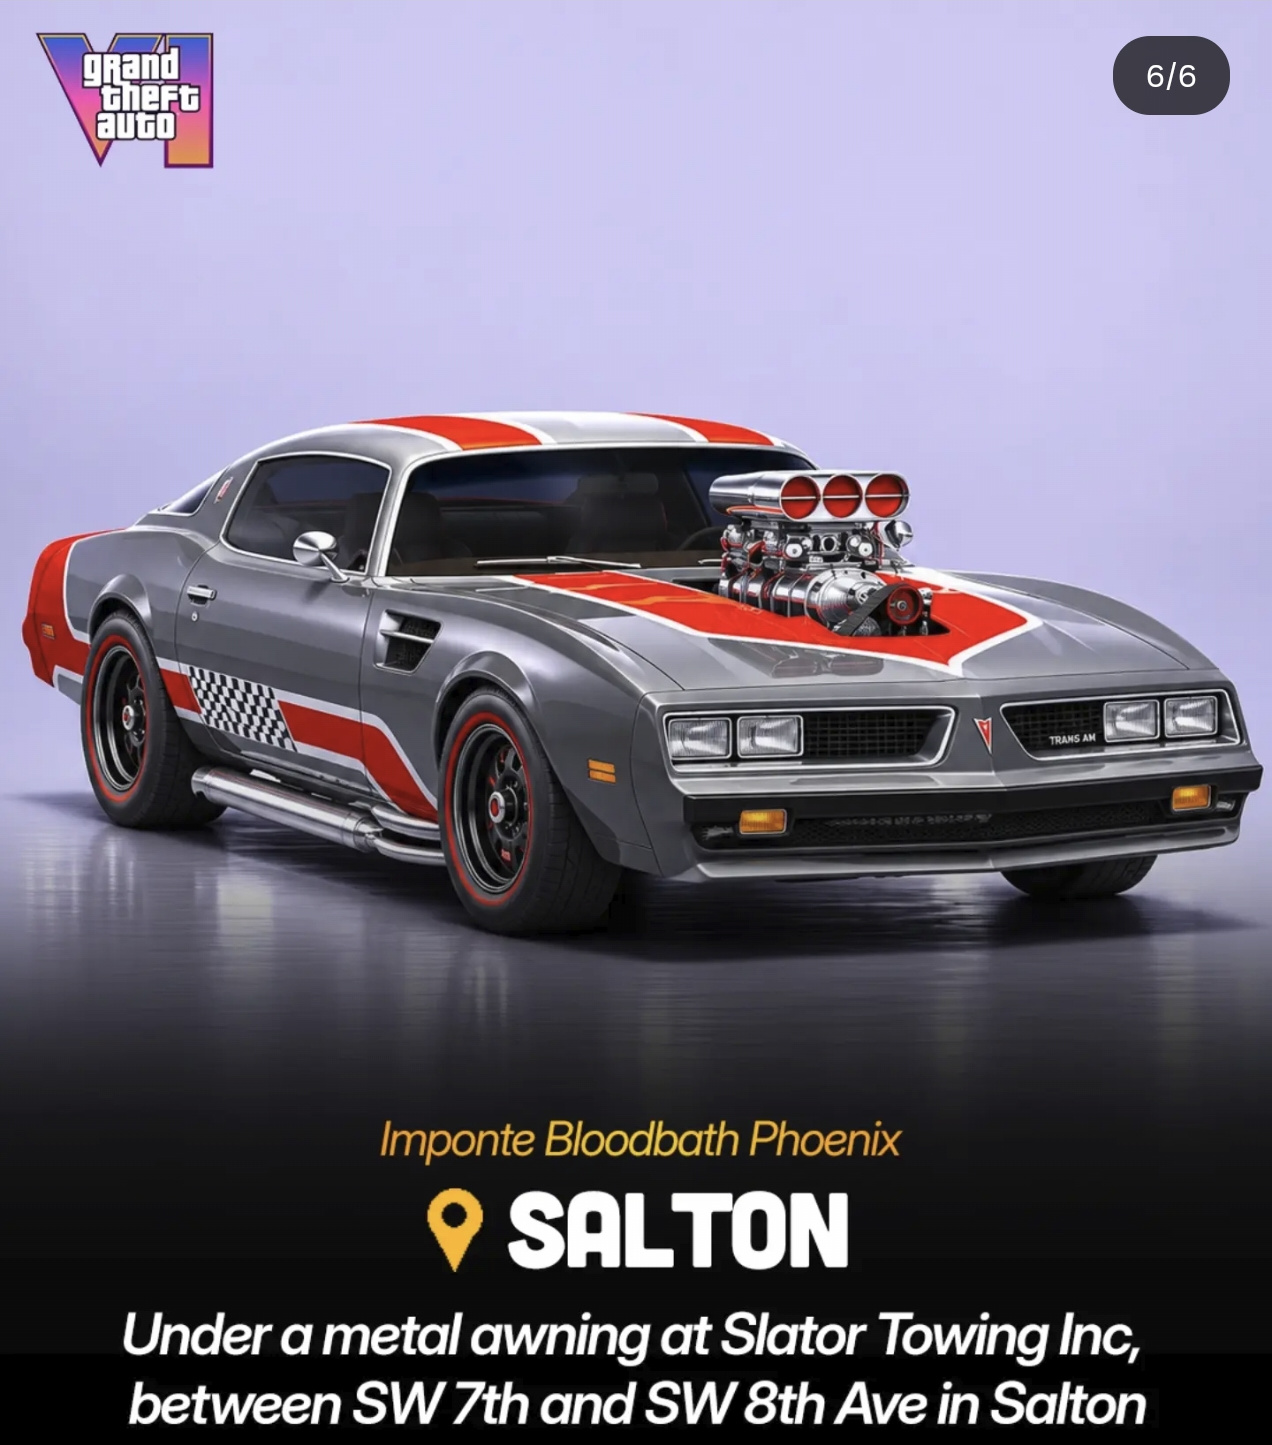 VI
grand
theft
auto
6/6
TRANS AM
Imponte Bloodbath Phoenix
SALTON
Under a metal awning at Slator Towing Inc,
between SW 7th and SW 8th Ave in Salton